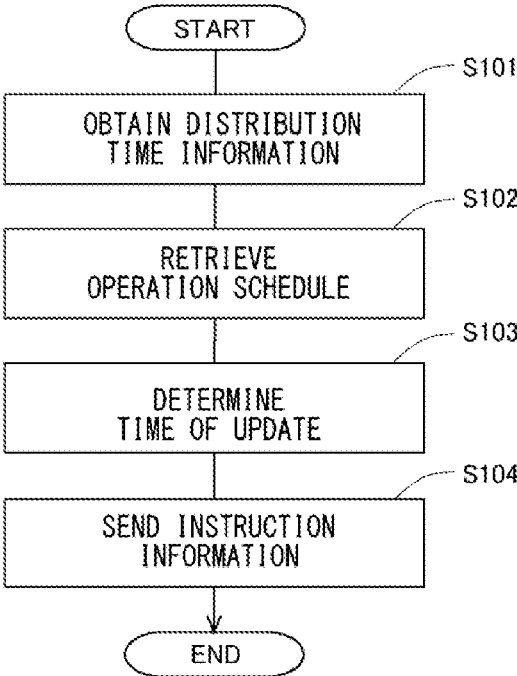 START
S101
OBTAIN DISTRIBUTION
TIME INFORMATION
S102
RETRIEVE
OPERATION SCHEDULE
S103
DETERMINE
TIME OF UPDATE
S104
SEND INSTRUCTION
INFORMATION
END